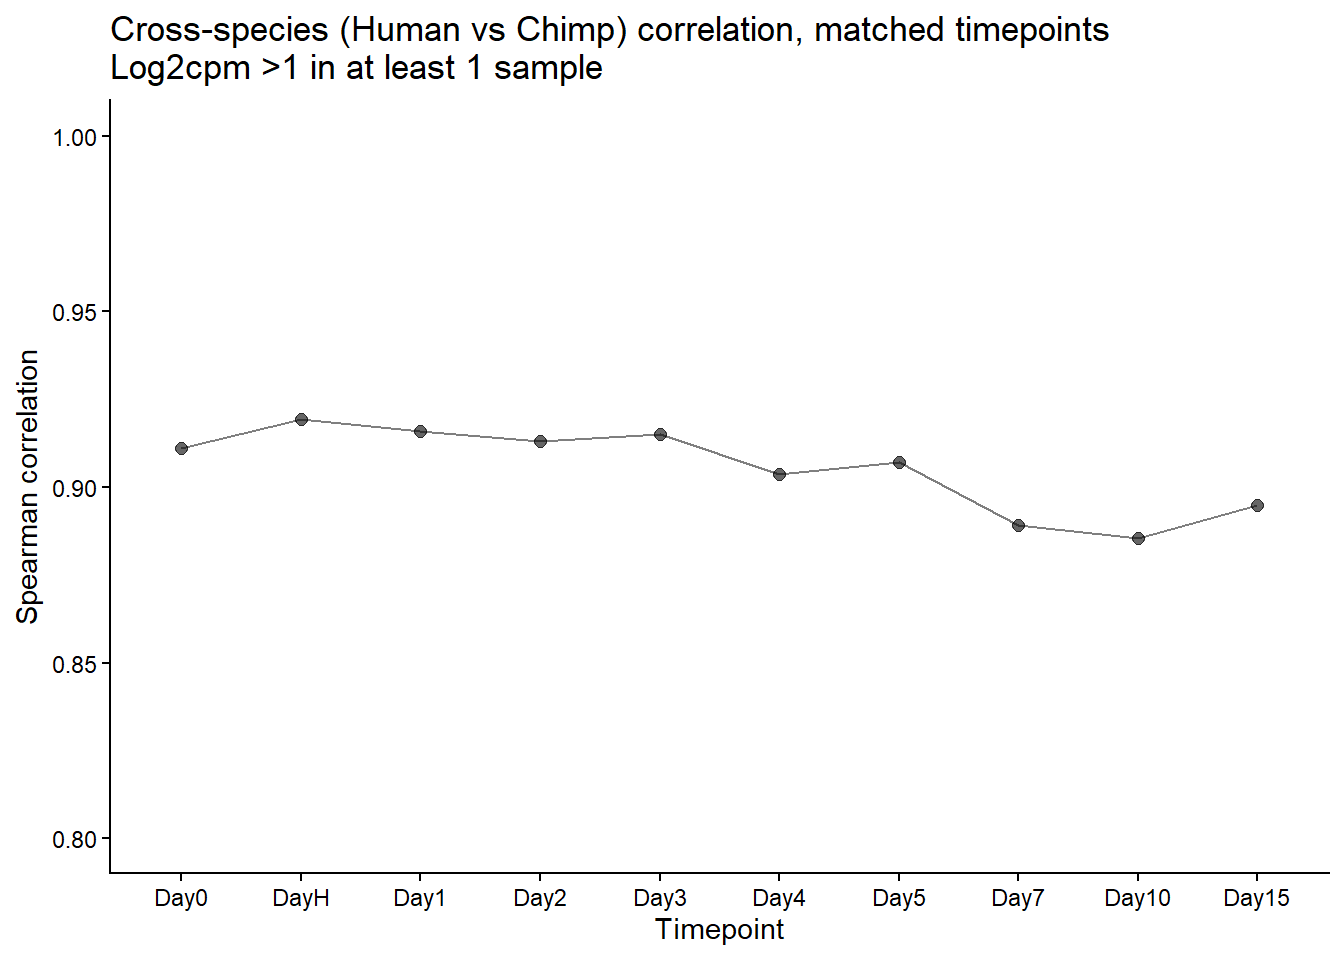 Cross-species (Human vs Chimp) correlation, matched timepoints
Log2cpm >1 in at least 1 sample
1.00
0.95
0.90
0.85
0.80
Spearman correlation
Day0 DayH Day1 Day2 Day3 Day4 Day5 Day7 Day10 Day15
Timepoint